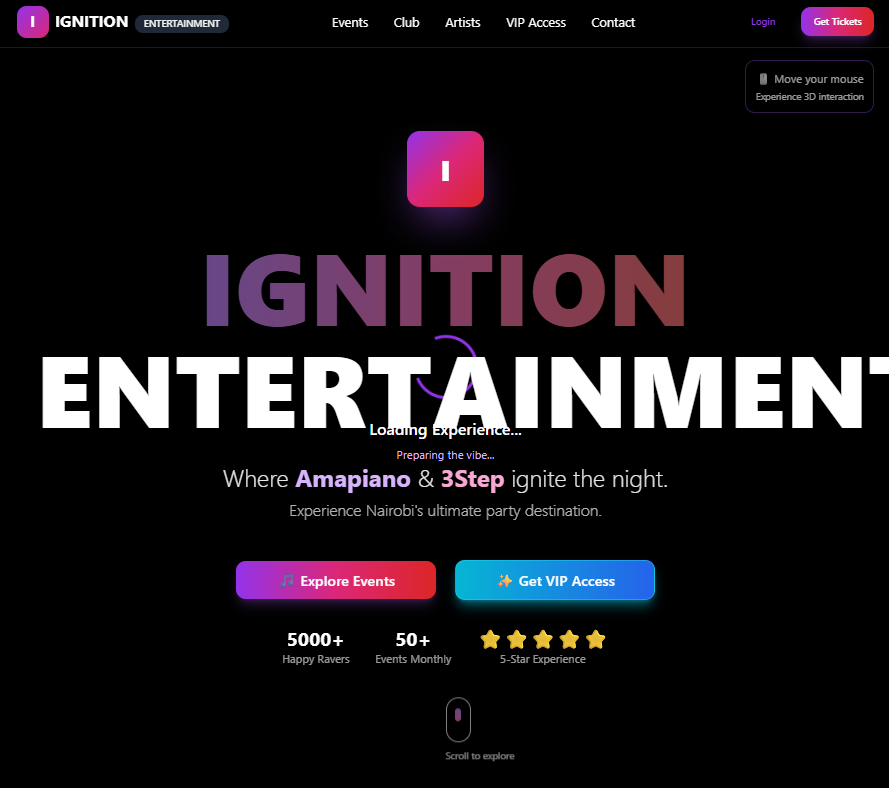 I IGNITION ENTERTAINMENT Events Club Artists VIP Access Contact Login Get Tickets
Move your mouse
Experience 3D interaction
I
IGNITION
ENTERTAINMENT
Loading Experience...
Preparing the vibe...
Where Amapiano & 3Step ignite the night.
Experience Nairobi's ultimate party destination.
Explore Events Get VIP Access
5000+ 50+
Happy Ravers Events Monthly 5-Star Experience
Scroll to explore